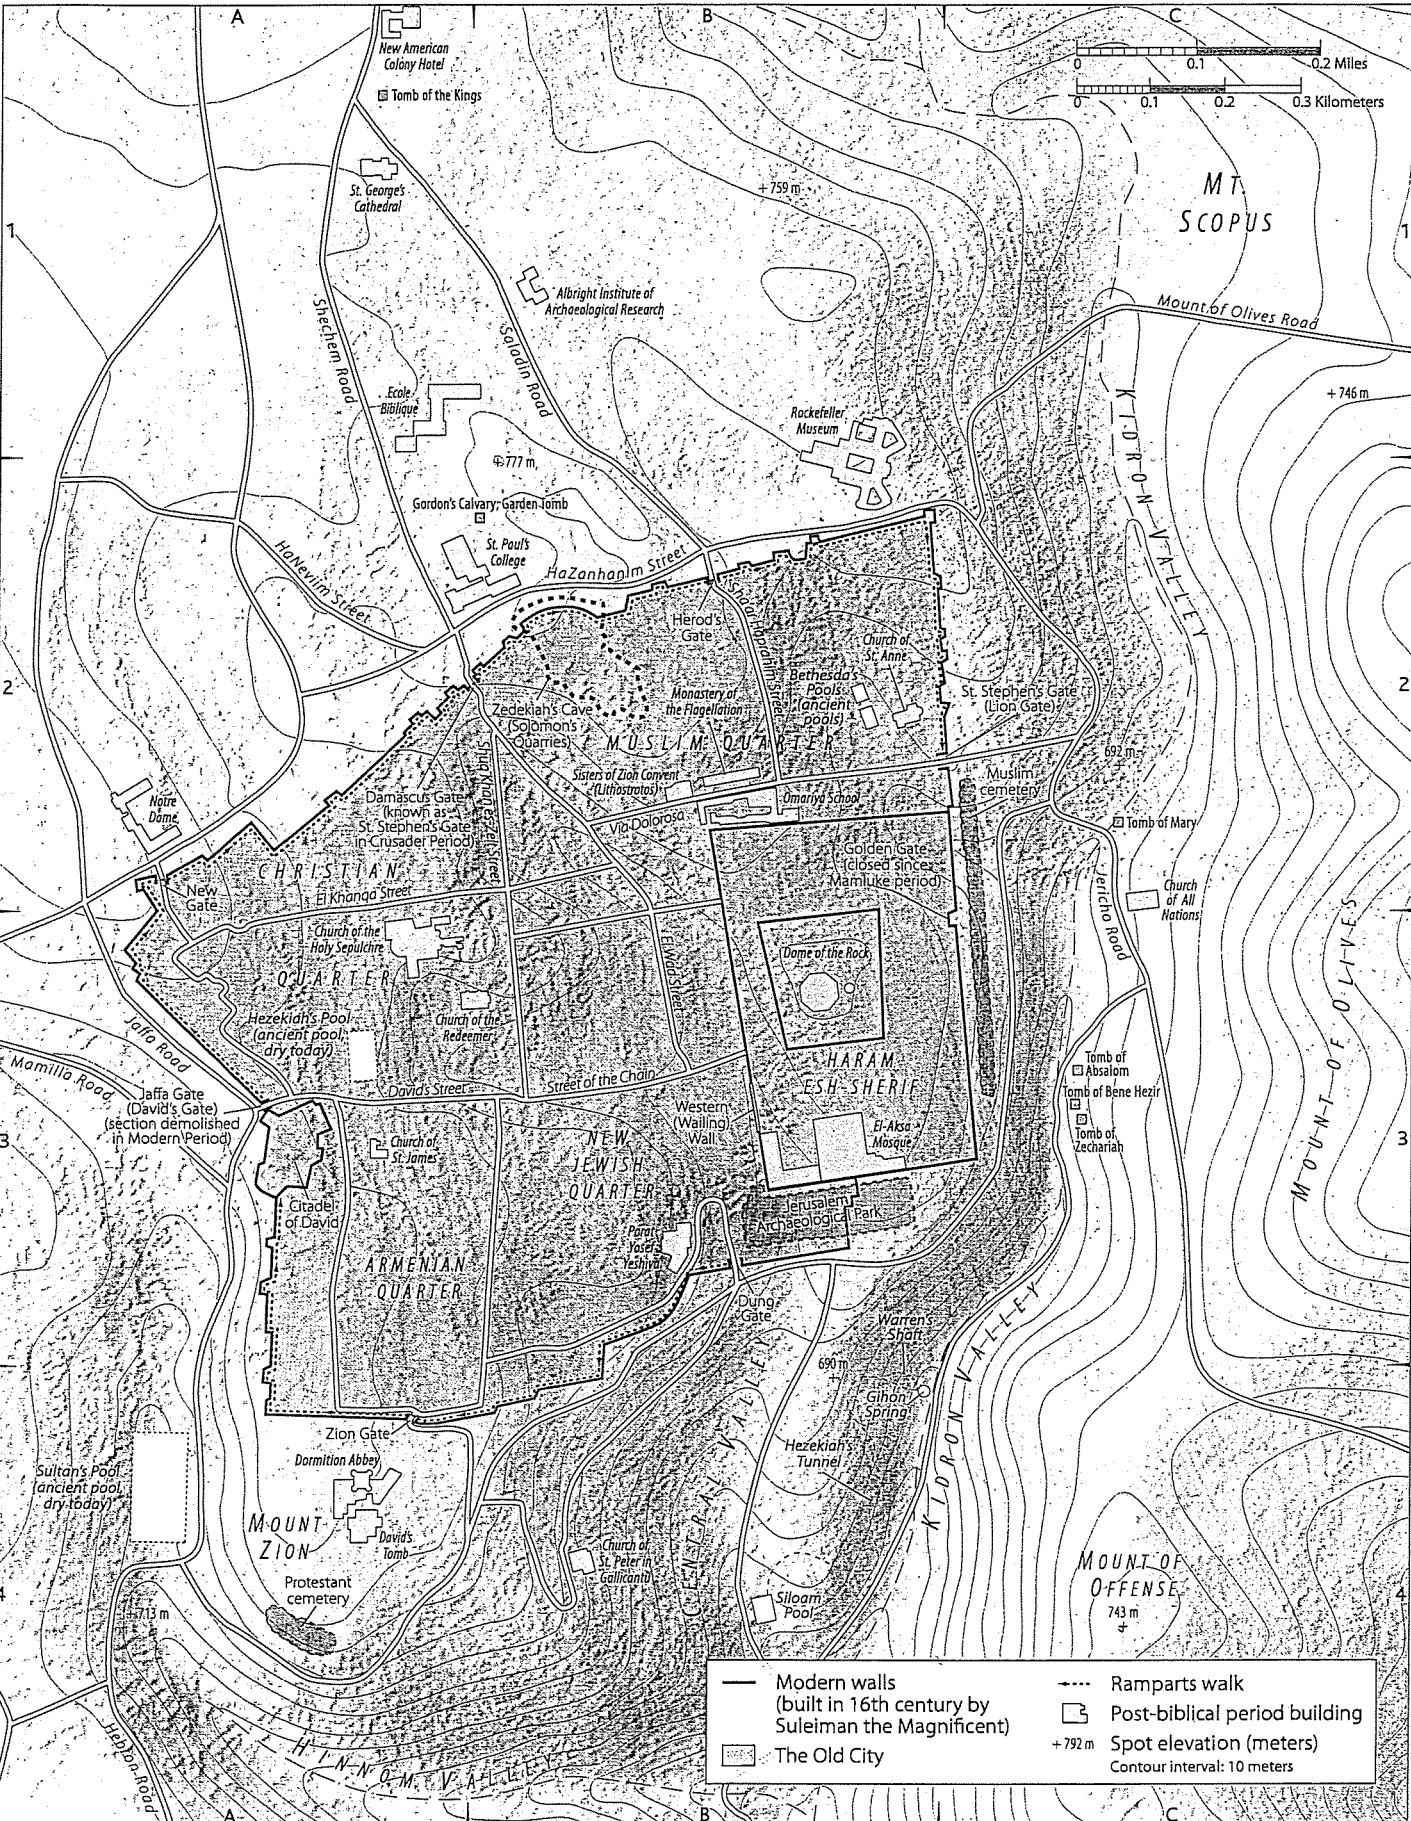 A
B
C
New American
Colony Hotel
0
0.1
0.2 Miles
0
0.1
0.2
0.3 Kilometers
Tomb of the Kings
St. George's
Cathedral
+ 759 m
MT.
SCOPUS
1
1
Albright Institute of
Archaeological Research
Mount of Olives Road
Shechem Road
Saladin Road
Ecole
Biblique
+ 746 m
Rockefeller
Museum
KIDRON VALLEY
777 m
Gordon's Calvary; Garden Tomb
St. Paul's
College
HaNeviim Street
HaZanhanim Street
Herod's
Gate
Church of
St. Anne
2
Bethesda's
Pools
(ancient
pools)
St. Stephen's Gate
(Lion Gate)
2
Monastery of
the Flagellation
Zedekiah's Cave
(Solomon's
Quarries)
MUSLIM QUARTER
692 m
Sisters of Zion Convent
(Lithostrotos)
Muslim
cemetery
Notre
Dame
Damascus Gate
(known as
St. Stephen's Gate
in Crusader Period)
Omariya School
Via Dolorosa
Tomb of Mary
Golden Gate
(closed since
Mamluke period)
CHRISTIAN
New
Gate
El Khanqa Street
Jericho Road
Church
of All
Nations
Church of the
Holy Sepulchre
El Wad Street
Dome of the Rock
MOUNT OF OLIVES
QUARTER
Hezekiah's Pool
(ancient pool,
dry today)
Church of the
Redeemer
Jaffa Road
Mamilla Road
HARAM
ESH SHERIF
Tomb of
Absalom
David's Street
Street of the Chain
Tomb of Bene Hezir
Jaffa Gate
(David's Gate)
(section demolished
in Modern Period)
Western
(Wailing)
Wall
El-Aksa
Mosque
Tomb of
Zechariah
3
Church of
St. James
NEW
JEWISH
QUARTER
3
Citadel
of David
Jerusalem
Archaeological Park
Porat
Yosef
Yeshiva
ARMENIAN
QUARTER
Dung
Gate
Warren's
Shaft
KIDRON VALLEY
690 m
Gihon
Spring
CENTRAL VALLEY
Zion Gate
Dormition Abbey
Hezekiah's
Tunnel
Sultan's Pool
(ancient pool,
dry today)
MOUNT
ZION
David's
Tomb
Church of
St. Peter in
Gallicantu
MOUNT OF
OFFENSE
743 m
Protestant
cemetery
4
Siloam
Pool
4
713 m
Hebron Road
HINNOM VALLEY
Modern walls
(built in 16th century by
Suleiman the Magnificent)
The Old City
Ramparts walk
Post-biblical period building
+ 792 m
Spot elevation (meters)
Contour interval: 10 meters
A
B
C